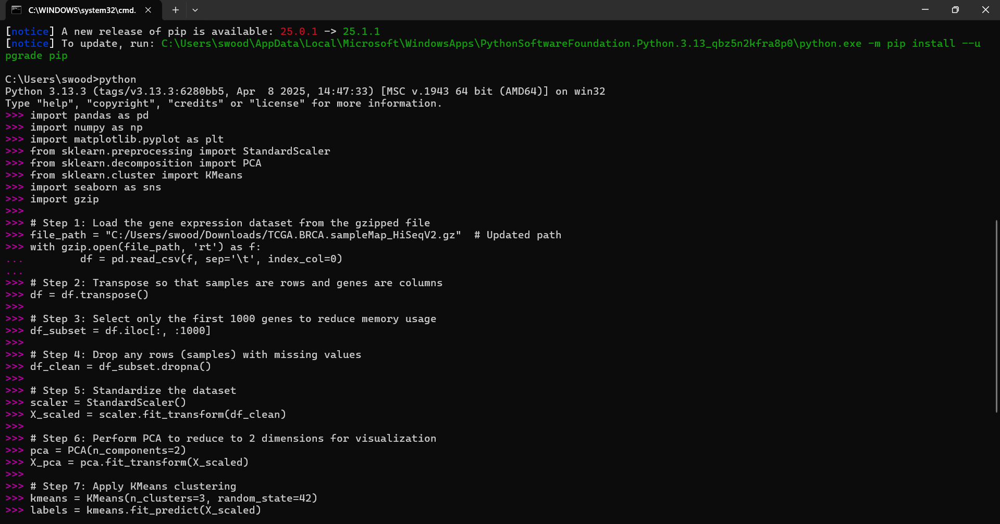 C:\WINDOWS\system32\cmd.
[notice] A new release of pip is available: 25.0.1 -> 25.1.1
[notice] To update, run: C:\Users\swood\AppData\Local\Microsoft\WindowsApps\PythonSoftwareFoundation.Python.3.13_qbz5n2kfra8p0\python.exe -m pip install --u
pgrade pip
C:\Users\swood>python
Python 3.13.3 (tags/v3.13.3:6280bb5, Apr  8 2025, 14:47:33) [MSC v.1943 64 bit (AMD64)] on win32
Type "help", "copyright", "credits" or "license" for more information.
>>> import pandas as pd
>>> import numpy as np
>>> import matplotlib.pyplot as plt
>>> from sklearn.preprocessing import StandardScaler
>>> from sklearn.decomposition import PCA
>>> from sklearn.cluster import KMeans
>>> import seaborn as sns
>>> import gzip
>>>
>>> # Step 1: Load the gene expression dataset from the gzipped file
>>> file_path = "C:/Users/swood/Downloads/TCGA.BRCA.sampleMap_HiSeqV2.gz"  # Updated path
>>> with gzip.open(file_path, 'rt') as f:
...         df = pd.read_csv(f, sep='\t', index_col=0)
...
>>> # Step 2: Transpose so that samples are rows and genes are columns
>>> df = df.transpose()
>>>
>>> # Step 3: Select only the first 1000 genes to reduce memory usage
>>> df_subset = df.iloc[:, :1000]
>>>
>>> # Step 4: Drop any rows (samples) with missing values
>>> df_clean = df_subset.dropna()
>>>
>>> # Step 5: Standardize the dataset
>>> scaler = StandardScaler()
>>> X_scaled = scaler.fit_transform(df_clean)
>>>
>>> # Step 6: Perform PCA to reduce to 2 dimensions for visualization
>>> pca = PCA(n_components=2)
>>> X_pca = pca.fit_transform(X_scaled)
>>>
>>> # Step 7: Apply KMeans clustering
>>> kmeans = KMeans(n_clusters=3, random_state=42)
>>> labels = kmeans.fit_predict(X_scaled)